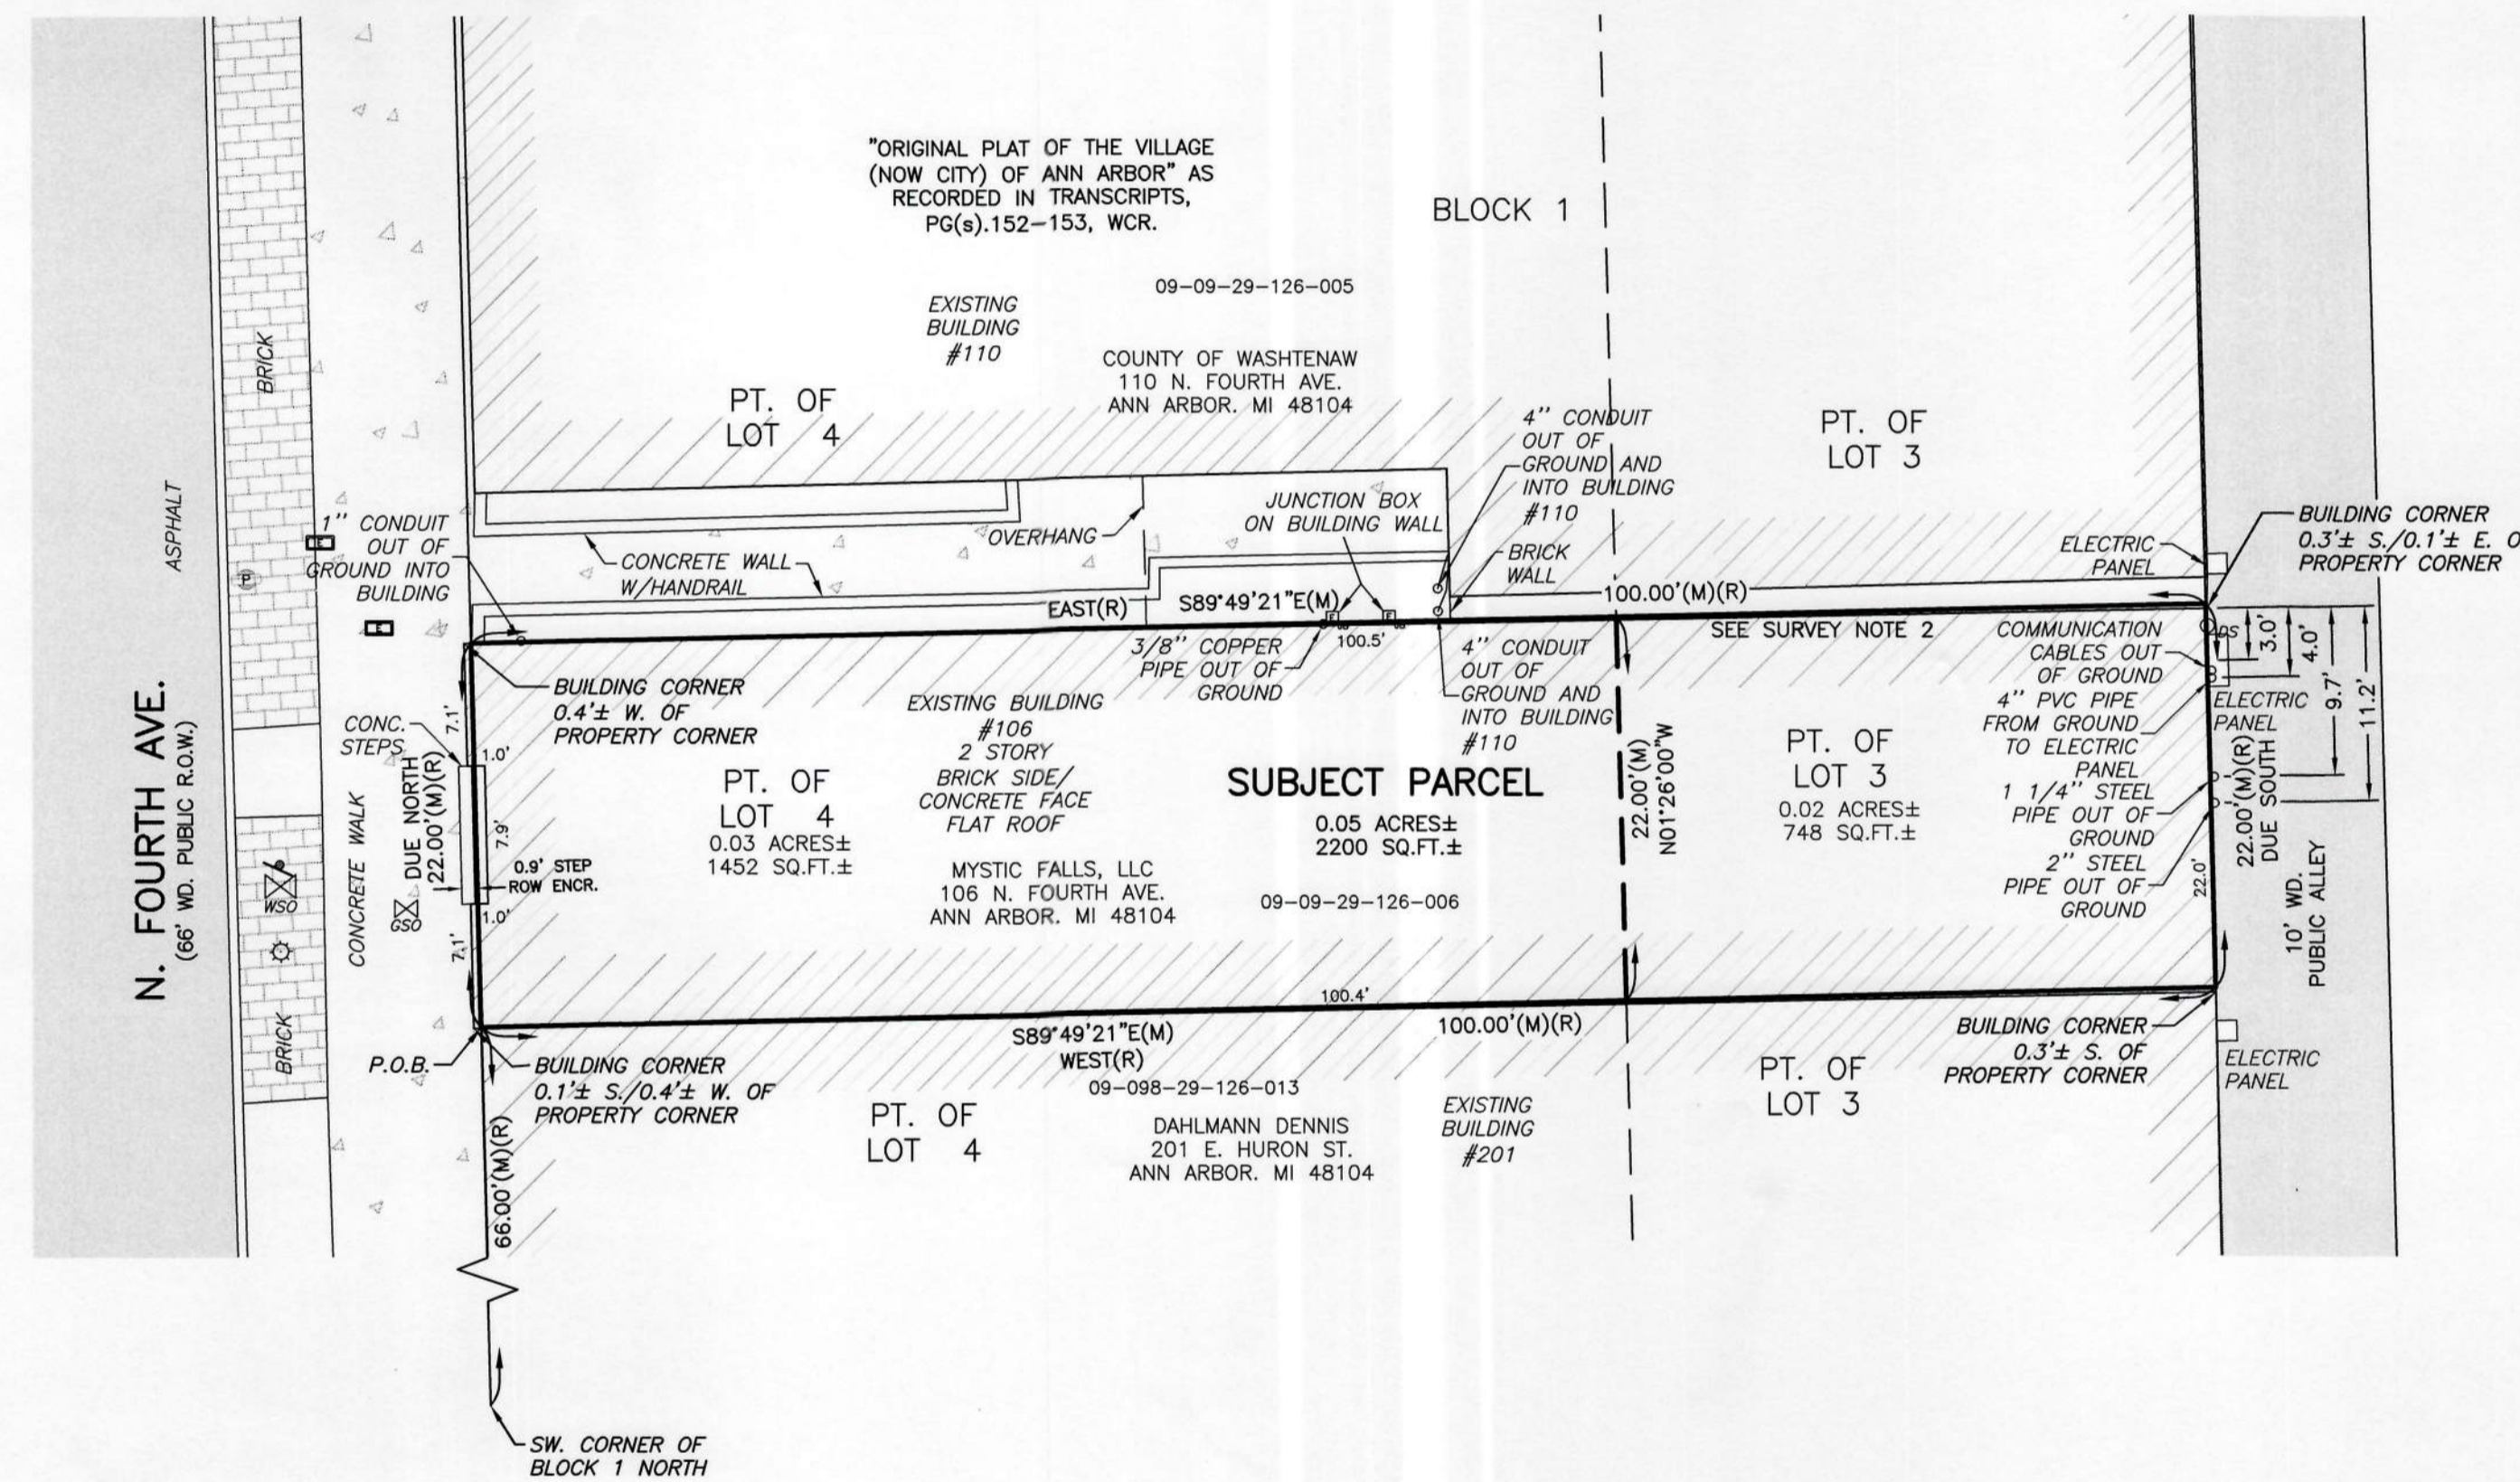 "ORIGINAL PLAT OF THE VILLAGE
(NOW CITY) OF ANN ARBOR" AS
RECORDED IN TRANSCRIPTS,
PG(s).152-153, WCR.
BLOCK 1
09-09-29-126-005
EXISTING
BUILDING
#110
COUNTY OF WASHTENAW
110 N. FOURTH AVE.
ANN ARBOR. MI 48104
PT. OF
LOT 4
PT. OF
LOT 3
BRICK
ASPHALT
N. FOURTH AVE.
(66' WD. PUBLIC R.O.W.)
1'' CONDUIT
OUT OF
GROUND INTO
BUILDING
CONCRETE WALL
W/HANDRAIL
OVERHANG
JUNCTION BOX
ON BUILDING WALL
4'' CONDUIT
OUT OF
GROUND AND
INTO BUILDING
#110
BRICK
WALL
ELECTRIC
PANEL
BUILDING CORNER
0.3'± S./0.1'± E. O
PROPERTY CORNER
EAST(R)
S89°49'21"E(M)
100.00'(M)(R)
100.5'
SEE SURVEY NOTE 2
3/8'' COPPER
PIPE OUT OF
GROUND
4'' CONDUIT
OUT OF
GROUND AND
INTO BUILDING
#110
COMMUNICATION
CABLES OUT
OF GROUND
4'' PVC PIPE
FROM GROUND
TO ELECTRIC
PANEL
1 1/4'' STEEL
PIPE OUT OF
GROUND
2'' STEEL
PIPE OUT OF
GROUND
DS
3.0'
4.0'
9.7'
11.2'
ELECTRIC
PANEL
22.00'(M)(R)
DUE SOUTH
22.0'
10' WD.
PUBLIC ALLEY
BUILDING CORNER
0.4'± W. OF
PROPERTY CORNER
7.1'
CONC.
STEPS
1.0'
DUE NORTH
22.00'(M)(R)
7.9'
0.9' STEP
ROW ENCR.
1.0'
7.1'
CONCRETE WALK
GSO
WSO
P
BRICK
PT. OF
LOT 4
0.03 ACRES±
1452 SQ.FT.±
EXISTING BUILDING
#106
2 STORY
BRICK SIDE/
CONCRETE FACE
FLAT ROOF
MYSTIC FALLS, LLC
106 N. FOURTH AVE.
ANN ARBOR. MI 48104
SUBJECT PARCEL
0.05 ACRES±
2200 SQ.FT.±
09-09-29-126-006
22.00'(M)
N01°26'00"W
PT. OF
LOT 3
0.02 ACRES±
748 SQ.FT.±
100.4'
S89°49'21"E(M)
WEST(R)
100.00'(M)(R)
P.O.B.
BUILDING CORNER
0.1'± S./0.4'± W. OF
PROPERTY CORNER
09-098-29-126-013
BUILDING CORNER
0.3'± S. OF
PROPERTY CORNER
ELECTRIC
PANEL
PT. OF
LOT 4
DAHLMANN DENNIS
201 E. HURON ST.
ANN ARBOR. MI 48104
EXISTING
BUILDING
#201
PT. OF
LOT 3
66.00'(M)(R)
SW. CORNER OF
BLOCK 1 NORTH